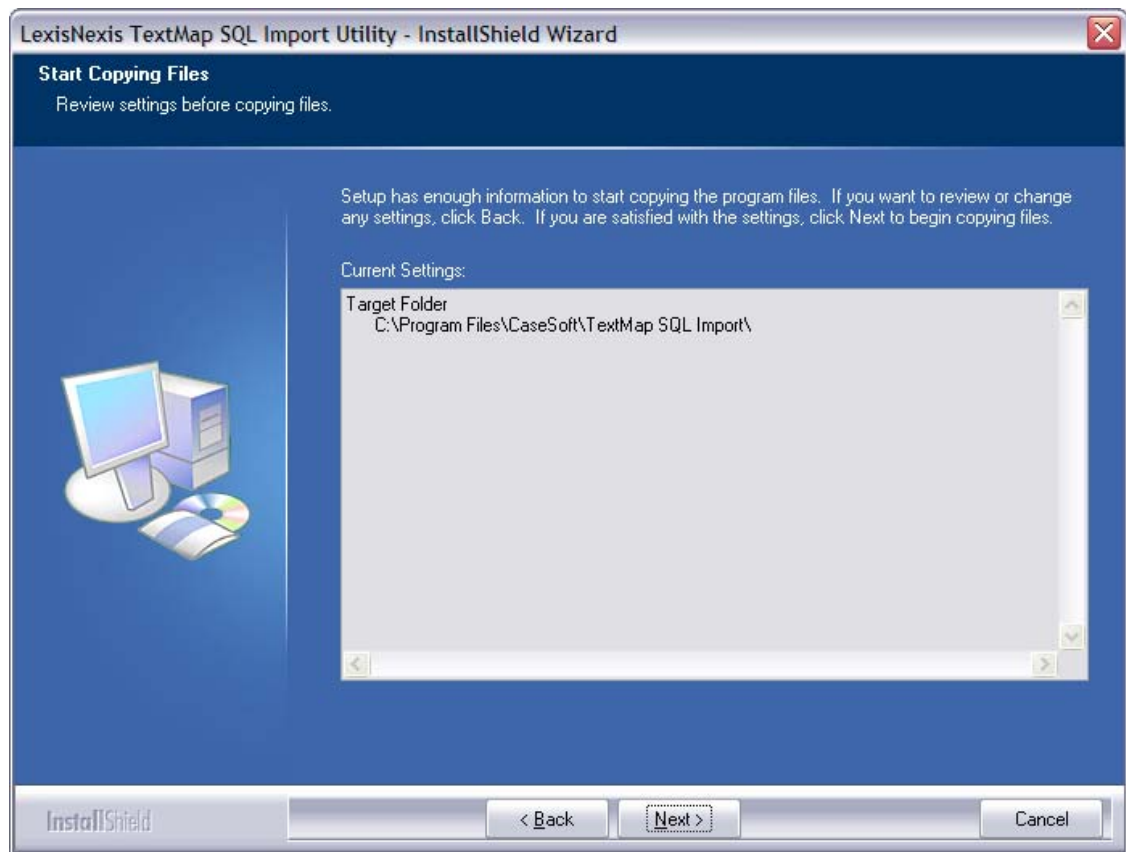 LexisNexis TextMap SQL Import Utility - InstallShield Wizard
Start Copying Files
Review settings before copying files.
Setup has enough information to start copying the program files. If you want to review or change
any settings, click Back. If you are satisfied with the settings, click Next to begin copying files.
Current Settings:
Target Folder
C:\Program Files\CaseSoft\TextMap SQL Import\
InstallShield
< Back
Next >
Cancel